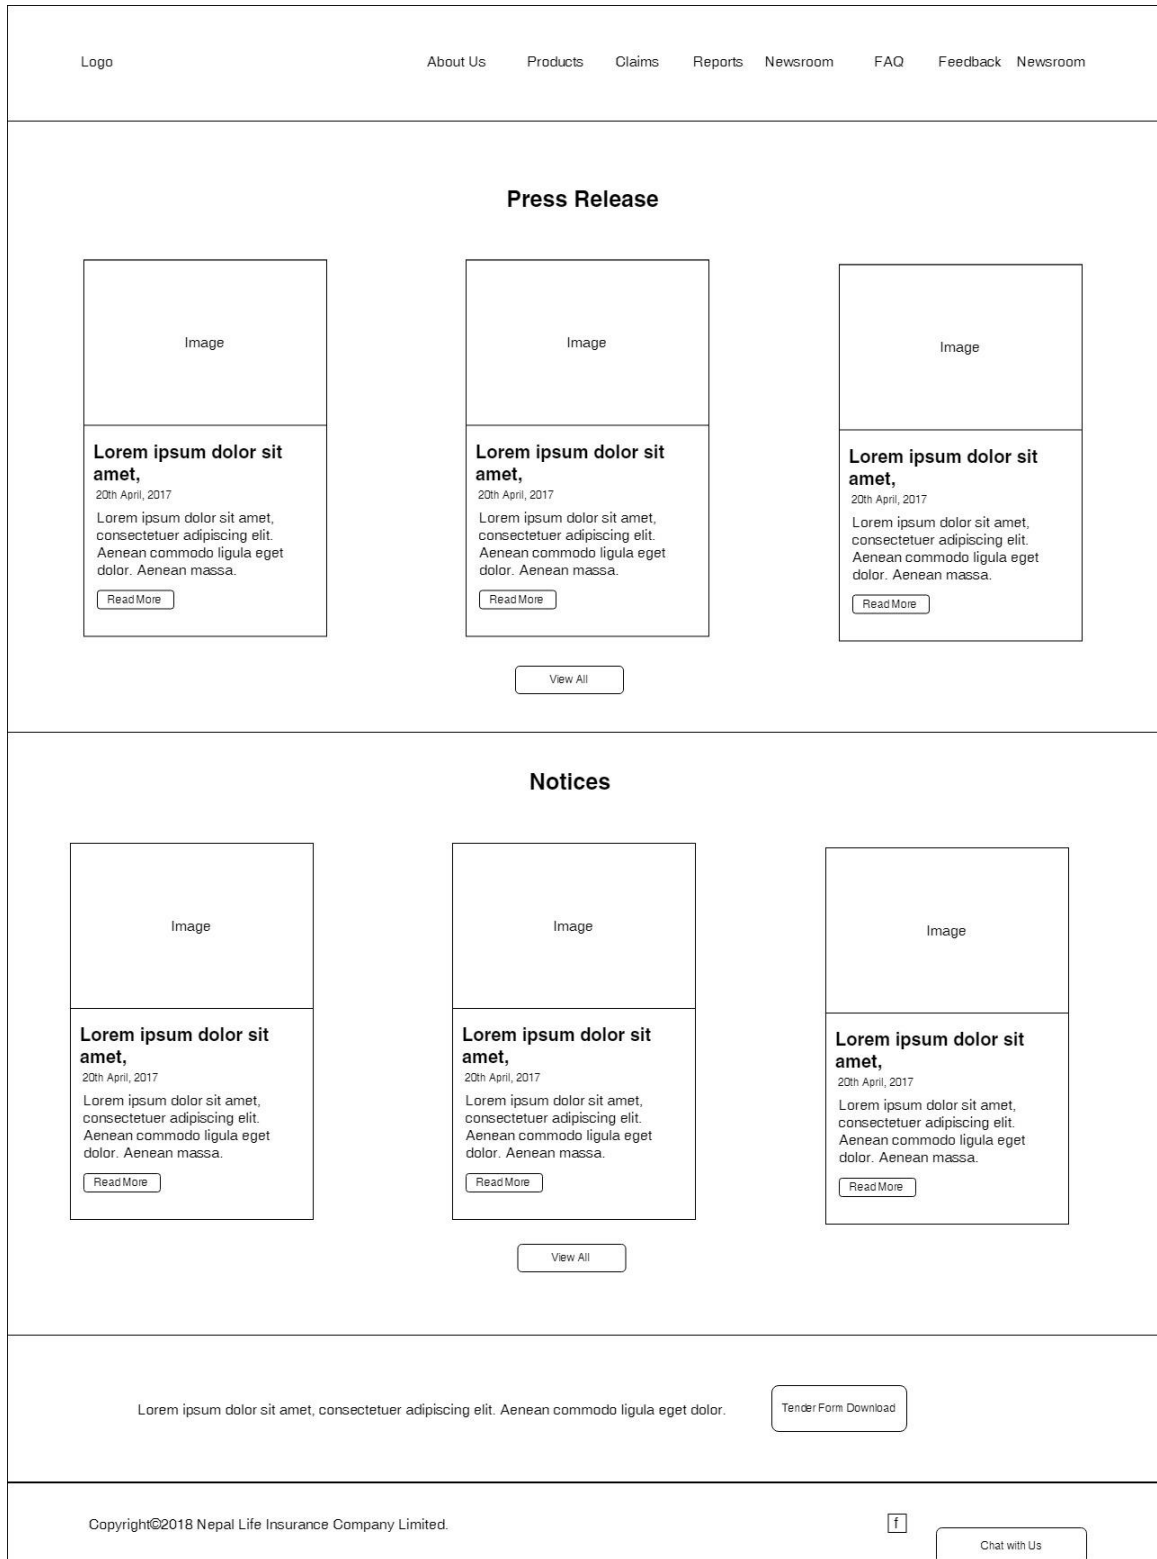 Logo
About Us Products Claims Reports Newsroom FAQ Feedback Newsroom
Press Release
Image
Lorem ipsum dolor sit
amet,
20th April, 2017
Lorem ipsum dolor sit amet,
consectetuer adipiscing elit.
Aenean commodo ligula eget
dolor. Aenean massa.
Read More
Image
Lorem ipsum dolor sit
amet,
20th April, 2017
Lorem ipsum dolor sit amet,
consectetuer adipiscing elit.
Aenean commodo ligula eget
dolor. Aenean massa.
Read More
Image
Lorem ipsum dolor sit
amet,
20th April, 2017
Lorem ipsum dolor sit amet,
consectetuer adipiscing elit.
Aenean commodo ligula eget
dolor. Aenean massa.
Read More
View All
Notices
Image
Lorem ipsum dolor sit
amet,
20th April, 2017
Lorem ipsum dolor sit amet,
consectetuer adipiscing elit.
Aenean commodo ligula eget
dolor. Aenean massa.
Read More
Image
Lorem ipsum dolor sit
amet,
20th April, 2017
Lorem ipsum dolor sit amet,
consectetuer adipiscing elit.
Aenean commodo ligula eget
dolor. Aenean massa.
Read More
Image
Lorem ipsum dolor sit
amet,
20th April, 2017
Lorem ipsum dolor sit amet,
consectetuer adipiscing elit.
Aenean commodo ligula eget
dolor. Aenean massa.
Read More
View All
Lorem ipsum dolor sit amet, consectetuer adipiscing elit. Aenean commodo ligula eget dolor.
Tender Form Download
Copyright©2018 Nepal Life Insurance Company Limited.
f
Chat with Us